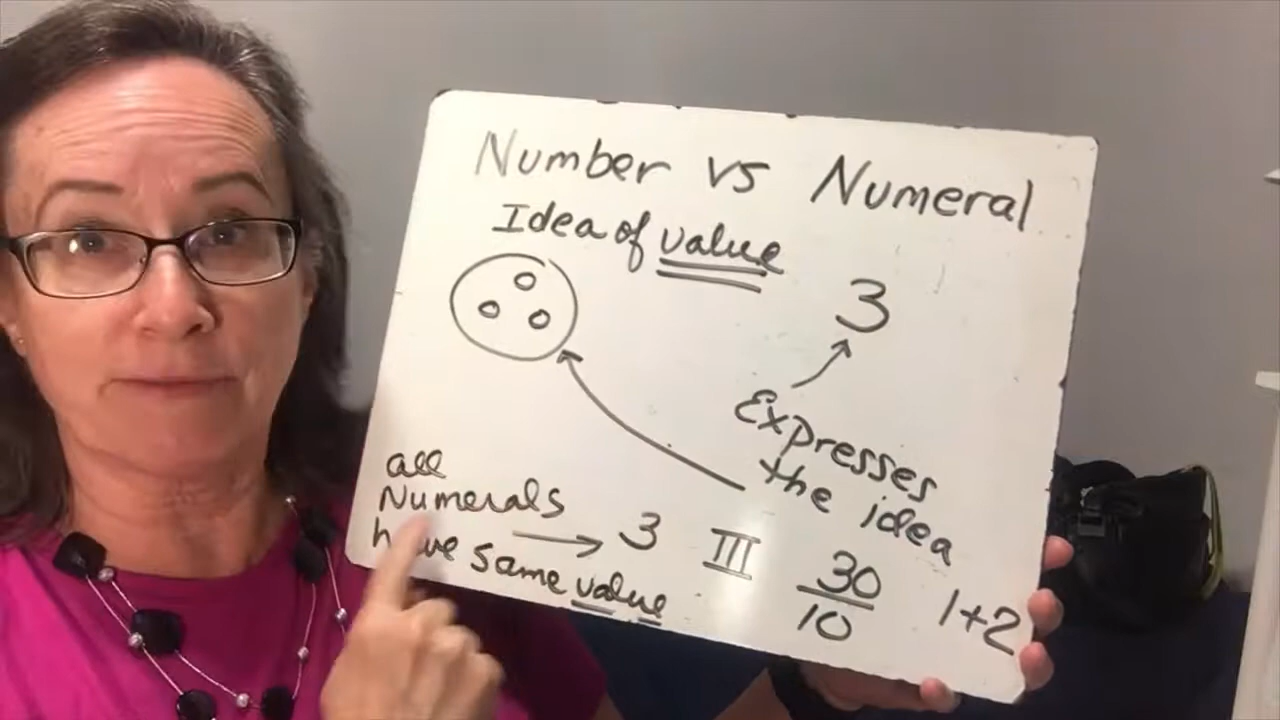 Number vs Numeral
Idea of value
3
Expresses
the idea
all
Numerals
have same value
3 III 30/10 1+2